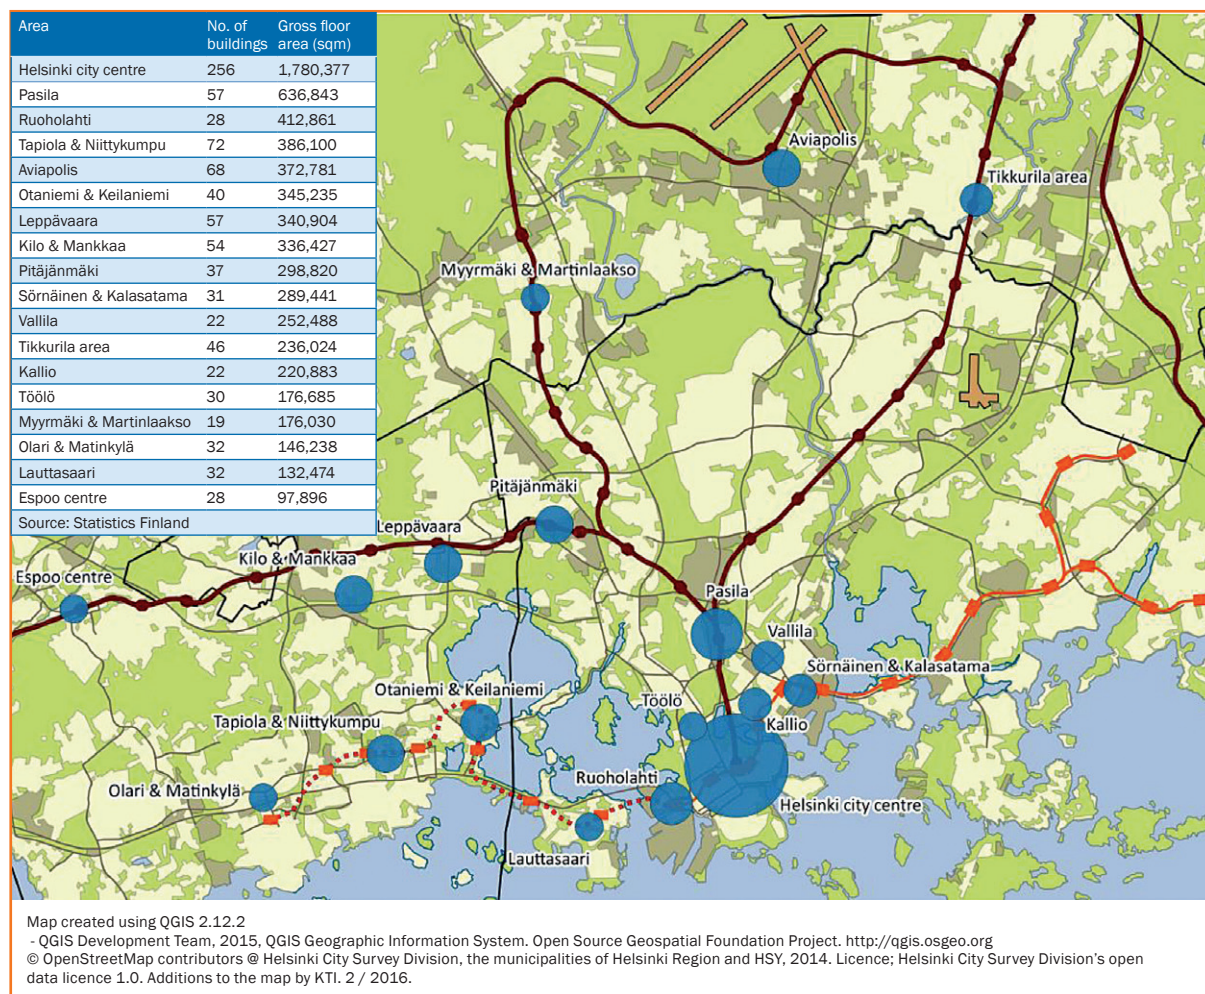 Area No. of buildings Gross floor area (sqm)
Helsinki city centre 256 1,780,377
Pasila 57 636,843
Ruoholahti 28 412,861
Tapiola & Niittykumpu 72 386,100
Aviapolis 68 372,781
Otaniemi & Keilaniemi 40 345,235
Leppävaara 57 340,904
Kilo & Mankkaa 54 336,427
Pitäjänmäki 37 298,820
Sörnäinen & Kalasatama 31 289,441
Vallila 22 252,488
Tikkurila area 46 236,024
Kallio 22 220,883
Töölö 30 176,685
Myyrmäki & Martinlaakso 19 176,030
Olari & Matinkylä 32 146,238
Lauttasaari 32 132,474
Espoo centre 28 97,896
Source: Statistics Finland
Aviapolis
Tikkurila area
Myyrmäki & Martinlaakso
Pitäjänmäki
Leppävaara
Kilo & Mankkaa
Espoo centre
Pasila
Vallila
Sörnäinen & Kalasatama
Otaniemi & Keilaniemi
Töölö
Tapiola & Niittykumpu
Kallio
Ruoholahti
Olari & Matinkylä
Helsinki city centre
Lauttasaari
Map created using QGIS 2.12.2
- QGIS Development Team, 2015, QGIS Geographic Information System. Open Source Geospatial Foundation Project. http://qgis.osgeo.org
© OpenStreetMap contributors @ Helsinki City Survey Division, the municipalities of Helsinki Region and HSY, 2014. Licence; Helsinki City Survey Division's open
data licence 1.0. Additions to the map by KTI. 2 / 2016.